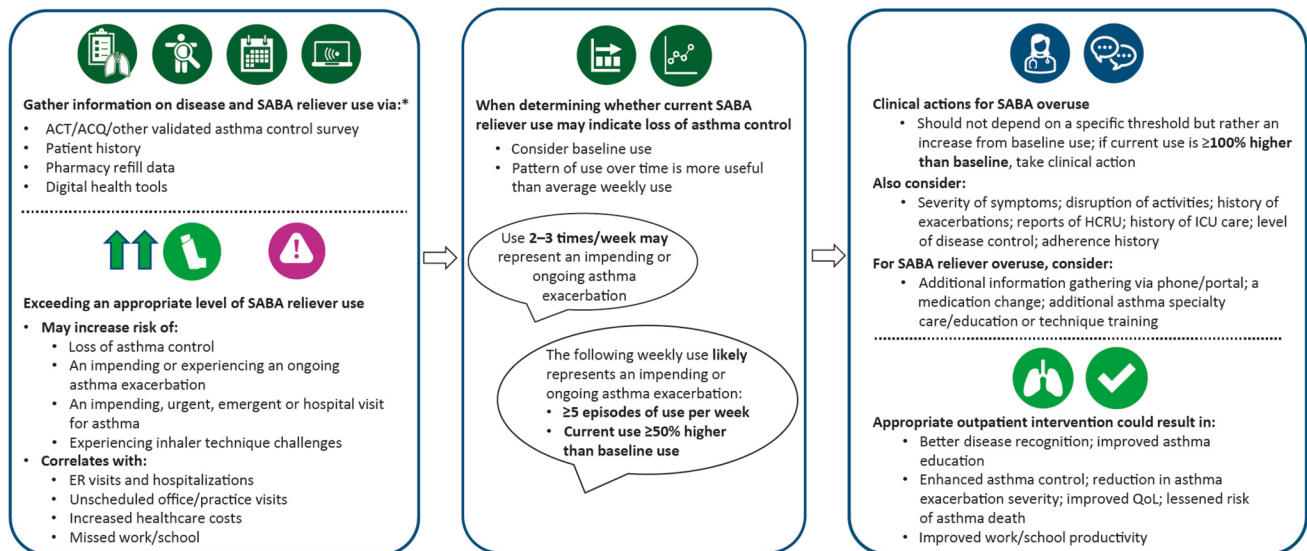 Gather information on disease and SABA reliever use via:*
• ACT/ACQ/other validated asthma control survey
• Patient history
• Pharmacy refill data
• Digital health tools
Exceeding an appropriate level of SABA reliever use
• May increase risk of:
• Loss of asthma control
• An impending or experiencing an ongoing
asthma exacerbation
• An impending, urgent, emergent or hospital visit
for asthma
• Experiencing inhaler technique challenges
• Correlates with:
• ER visits and hospitalizations
• Unscheduled office/practice visits
• Increased healthcare costs
• Missed work/school
When determining whether current SABA
reliever use may indicate loss of asthma control
• Consider baseline use
• Pattern of use over time is more useful
than average weekly use
Use 2–3 times/week may
represent an impending or
ongoing asthma
exacerbation
The following weekly use likely
represents an impending or
ongoing asthma exacerbation:
• ≥5 episodes of use per week
• Current use ≥50% higher
than baseline use
Clinical actions for SABA overuse
• Should not depend on a specific threshold but rather an
increase from baseline use; if current use is ≥100% higher
than baseline, take clinical action
Also consider:
• Severity of symptoms; disruption of activities; history of
exacerbations; reports of HCRU; history of ICU care; level
of disease control; adherence history
For SABA reliever overuse, consider:
• Additional information gathering via phone/portal; a
medication change; additional asthma specialty
care/education or technique training
Appropriate outpatient intervention could result in:
• Better disease recognition; improved asthma
education
• Enhanced asthma control; reduction in asthma
exacerbation severity; improved QoL; lessened risk
of asthma death
• Improved work/school productivity